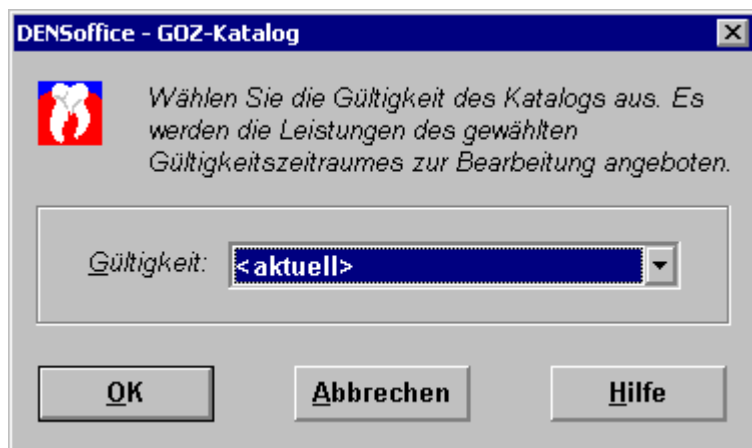 DENSoffice - GOZ-Katalog
Wählen Sie die Gültigkeit des Katalogs aus. Es
werden die Leistungen des gewählten
Gültigkeitszeitraumes zur Bearbeitung angeboten.
Gültigkeit: <aktuell>
OK Abbrechen Hilfe